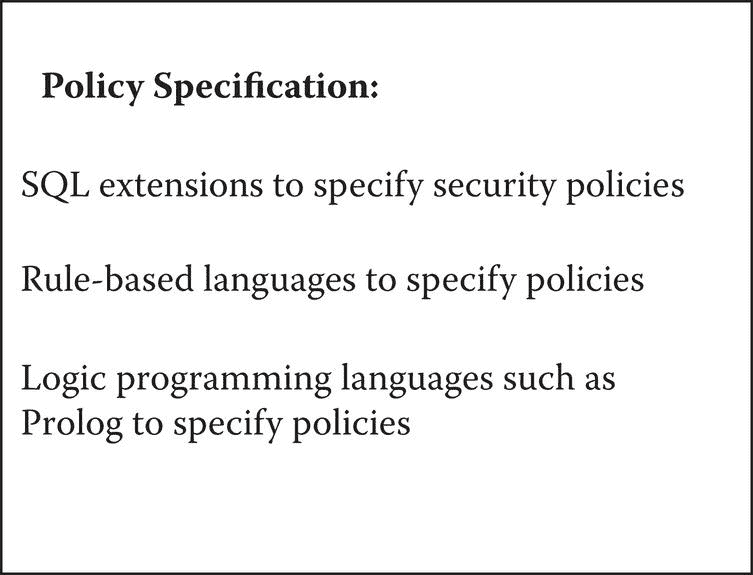 Policy Specification:
SQL extensions to specify security policies
Rule-based languages to specify policies
Logic programming languages such as
Prolog to specify policies